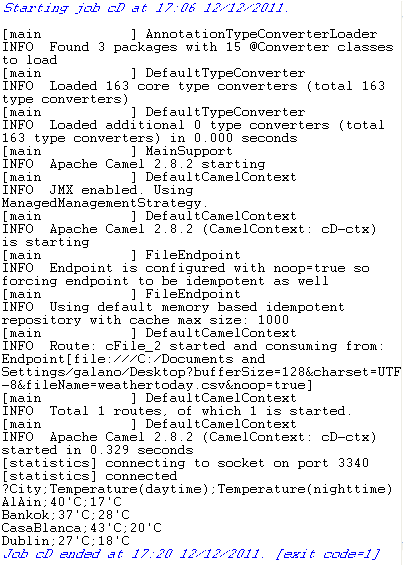 Starting job cD at 17:06 12/12/2011.
[main           ] AnnotationTypeConverterLoader
INFO  Found 3 packages with 15 @Converter classes
to load
[main           ] DefaultTypeConverter
INFO  Loaded 163 core type converters (total 163
type converters)
[main           ] DefaultTypeConverter
INFO  Loaded additional 0 type converters (total
163 type converters) in 0.000 seconds
[main           ] MainSupport
INFO  Apache Camel 2.8.2 starting
[main           ] DefaultCamelContext
INFO  JMX enabled. Using
ManagedManagementStrategy.
[main           ] DefaultCamelContext
INFO  Apache Camel 2.8.2 (CamelContext: cD-ctx)
is starting
[main           ] FileEndpoint
INFO  Endpoint is configured with noop=true so
forcing endpoint to be idempotent as well
[main           ] FileEndpoint
INFO  Using default memory based idempotent
repository with cache max size: 1000
[main           ] DefaultCamelContext
INFO  Route: cFile_2 started and consuming from:
Endpoint[file:///C:/Documents and
Settings/galano/Desktop?bufferSize=128&charset=UTF
-8&fileName=weathertoday.csv&noop=true]
[main           ] DefaultCamelContext
INFO  Total 1 routes, of which 1 is started.
[main           ] DefaultCamelContext
INFO  Apache Camel 2.8.2 (CamelContext: cD-ctx)
started in 0.329 seconds
[statistics] connecting to socket on port 3340
[statistics] connected
?City;Temperature(daytime);Temperature(nighttime)
AlAin;40'C;17'C
Bankok;37'C;28'C
CasaBlanca;43'C;20'C
Dublin;27'C;18'C
Job cD ended at 17:20 12/12/2011. [exit code=1]